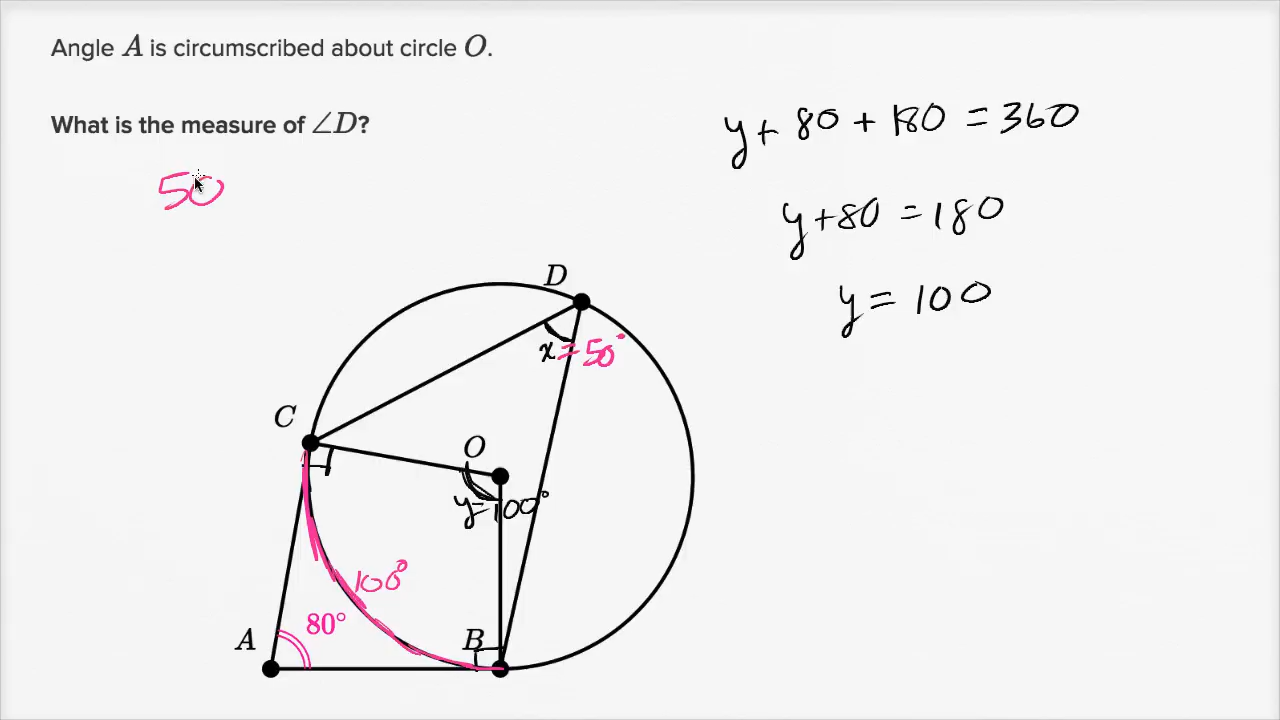 Angle A is circumscribed about circle O.
What is the measure of ∠D?
50
y + 80 + 180 = 360
y + 80 = 180
y = 100
D
x = 50°
C
O
y = 100°
100°
80°
A
B